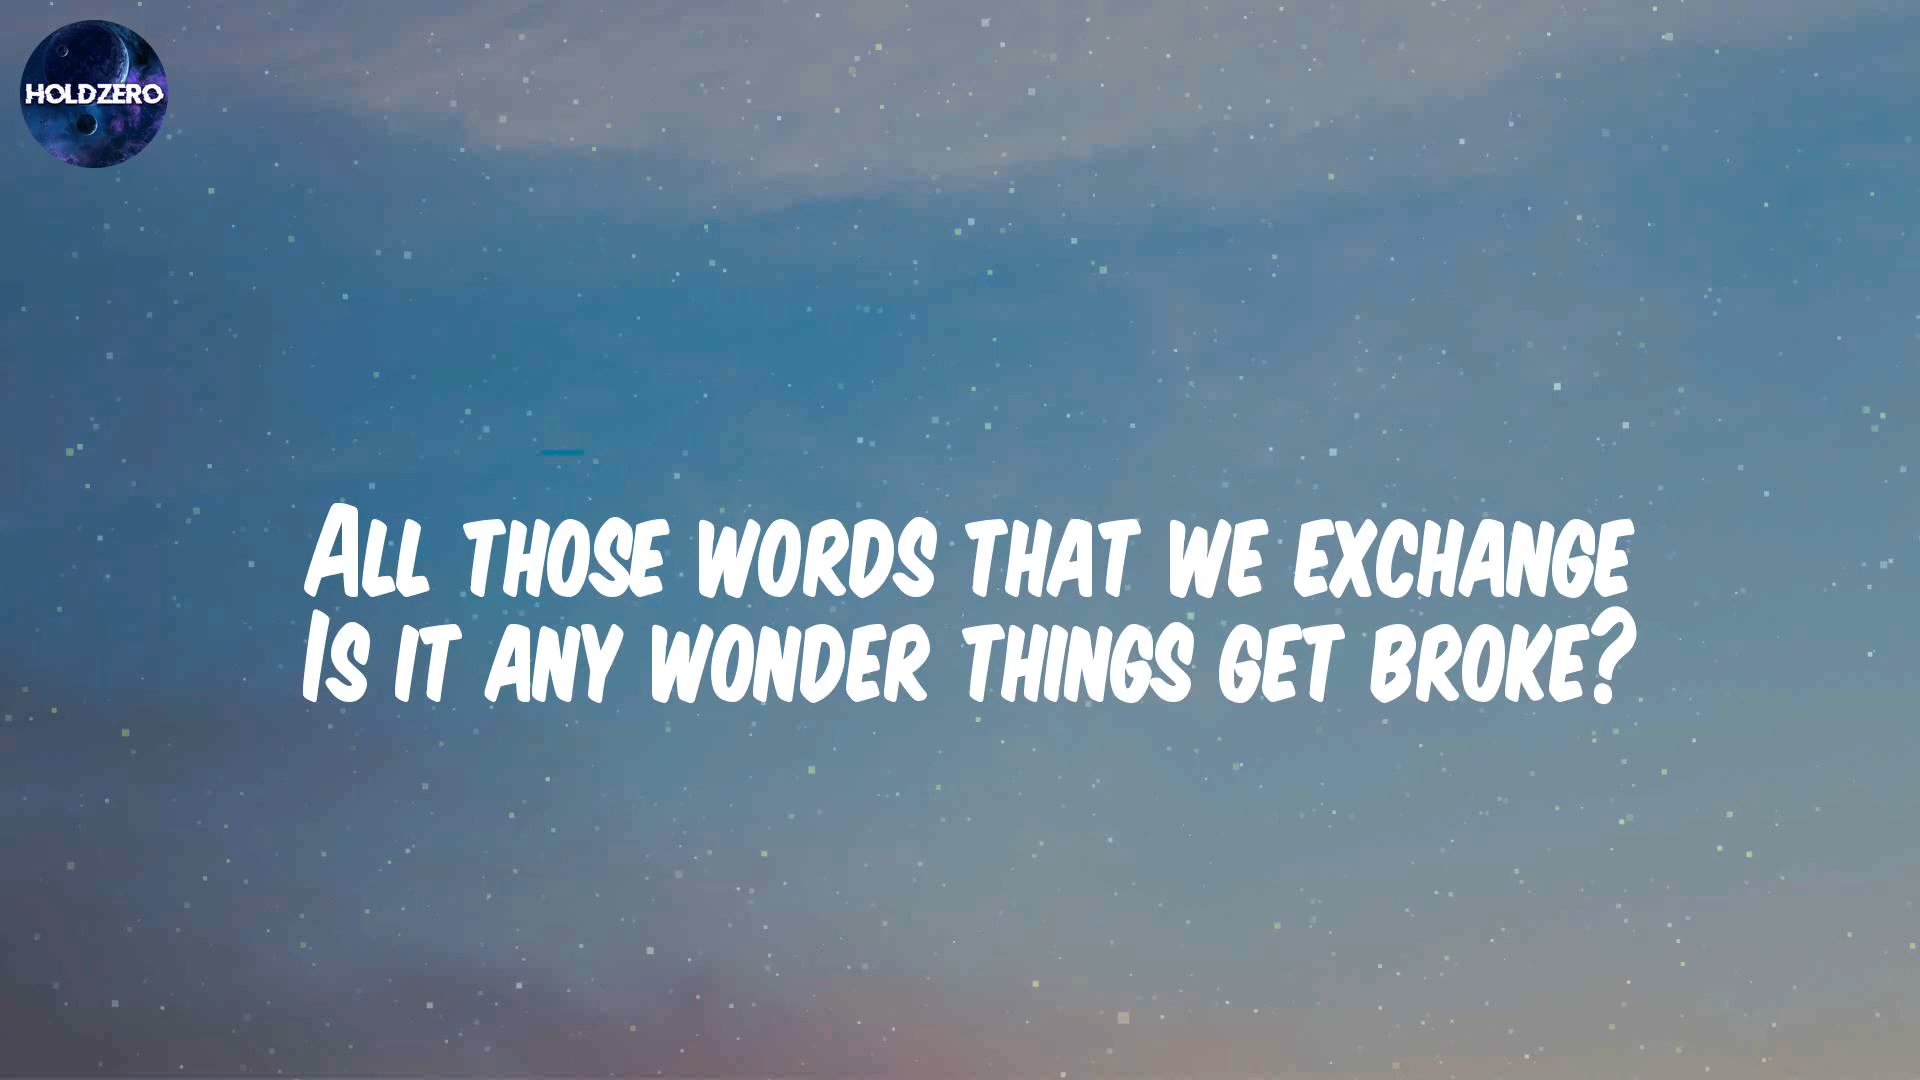 HOLDZERO
All those words that we exchange
Is it any wonder things get broke?